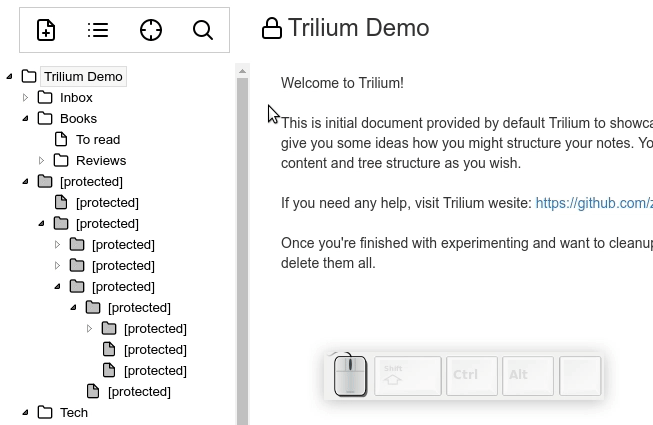 Trilium Demo
Trilium Demo
Inbox
Books
To read
Reviews
[protected]
[protected]
[protected]
[protected]
[protected]
[protected]
[protected]
[protected]
[protected]
[protected]
[protected]
Tech
Welcome to Trilium!
This is initial document provided by default Trilium to showca
give you some ideas how you might structure your notes. Yo
content and tree structure as you wish.
If you need any help, visit Trilium wesite: https://github.com/z
Once you're finished with experimenting and want to cleanup
delete them all.
Shift
Ctrl
Alt